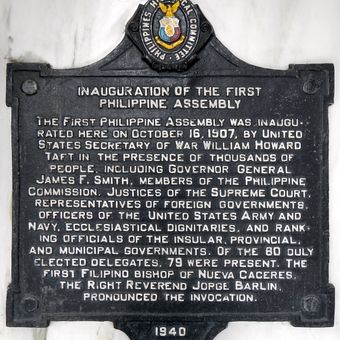 PHILIPPINES HISTORICAL COMMITTEE
INAUGURATION OF THE FIRST
PHILIPPINE ASSEMBLY
THE FIRST PHILIPPINE ASSEMBLY WAS INAUGU-
RATED HERE ON OCTOBER 16, 1907, BY UNITED
STATES SECRETARY OF WAR WILLIAM HOWARD
TAFT IN THE PRESENCE OF THOUSANDS OF
PEOPLE, INCLUDING GOVERNOR GENERAL
JAMES F. SMITH, MEMBERS OF THE PHILIPPINE
COMMISSION, JUSTICES OF THE SUPREME COURT,
REPRESENTATIVES OF FOREIGN GOVERNMENTS,
OFFICERS OF THE UNITED STATES ARMY AND
NAVY, ECCLESIASTICAL DIGNITARIES, AND RANK-
ING OFFICIALS OF THE INSULAR, PROVINCIAL,
AND MUNICIPAL GOVERNMENTS. OF THE 80 DULY
ELECTED DELEGATES, 79 WERE PRESENT. THE
FIRST FILIPINO BISHOP OF NUEVA CACERES,
THE RIGHT REVEREND JORGE BARLIN,
PRONOUNCED THE INVOCATION.
1940